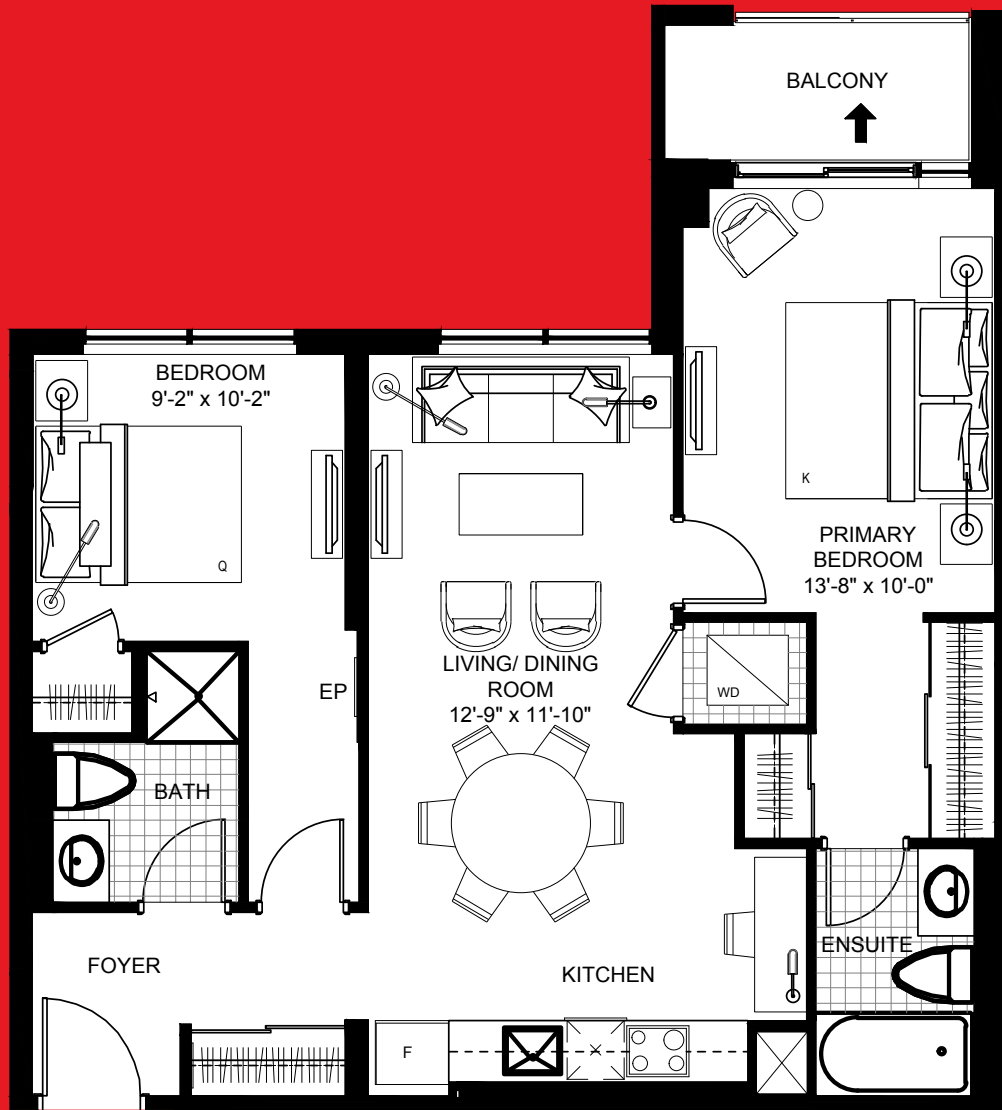 BALCONY
BEDROOM
9'-2" x 10'-2"
K
Q
PRIMARY
BEDROOM
13'-8" x 10'-0"
LIVING/ DINING
ROOM
12'-9" x 11'-10"
EP
WD
BATH
ENSUITE
FOYER
KITCHEN
F